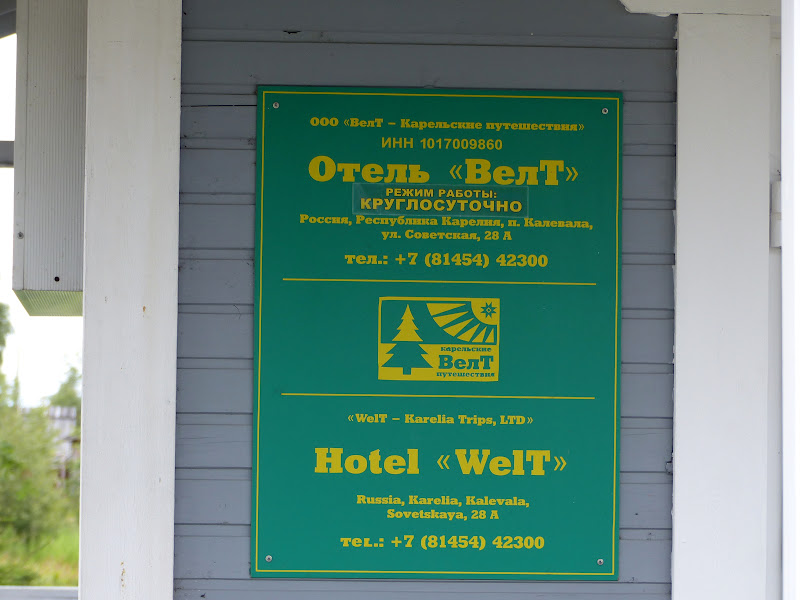 ООО «ВелТ – Карельские путешествия»
ИНН 1017009860
Отель «ВелТ»
РЕЖИМ РАБОТЫ:
КРУГЛОСУТОЧНО
Россия, Республика Карелия, п. Калевала,
ул. Советская, 28 А
тел.: +7 (81454) 42300
карельские
ВелТ
путешествия
«WelT – Karelia Trips, LTD»
Hotel «WelT»
Russia, Karelia, Kalevala,
Sovetskaya, 28 A
tel.: +7 (81454) 42300